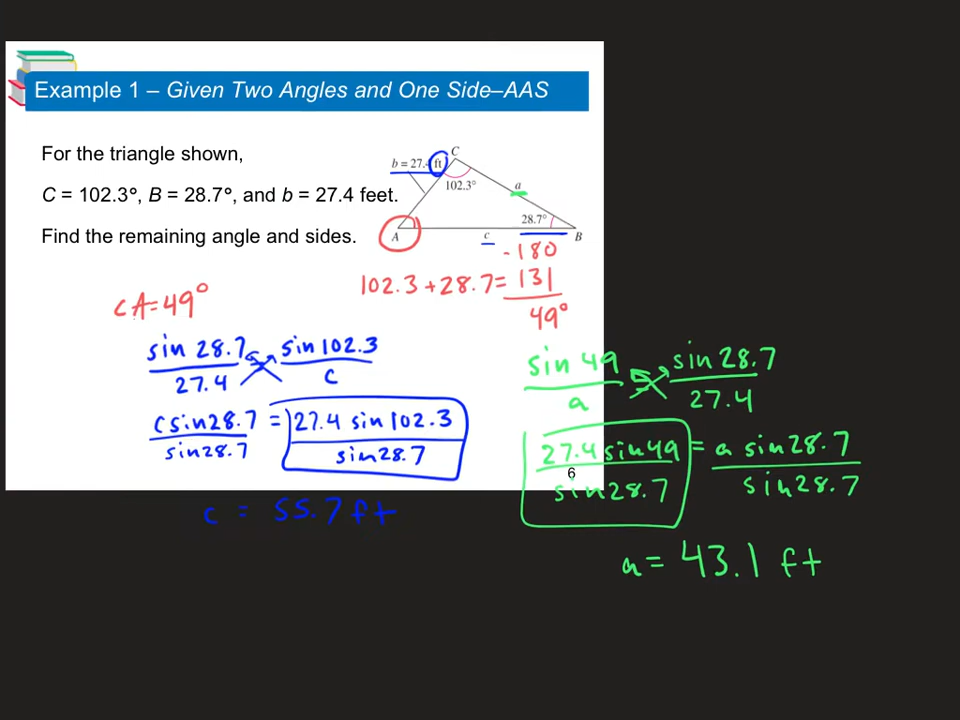 Example 1 – Given Two Angles and One Side–AAS
For the triangle shown,
C = 102.3°, B = 28.7°, and b = 27.4 feet.
Find the remaining angle and sides.
b = 27. ft
C
102.3°
a
28.7°
A
c
B
-180
102.3 + 28.7 = 131
49°
A = 49°
sin 28.7 sin 102.3
27.4 c
c sin 28.7 = 27.4 sin 102.3
sin 28.7 sin 28.7
c = 55.7 ft
sin 49 sin 28.7
a 27.4
27.4 sin 49 = a sin 28.7
sin 28.7 sin 28.7
6
a = 43.1 ft